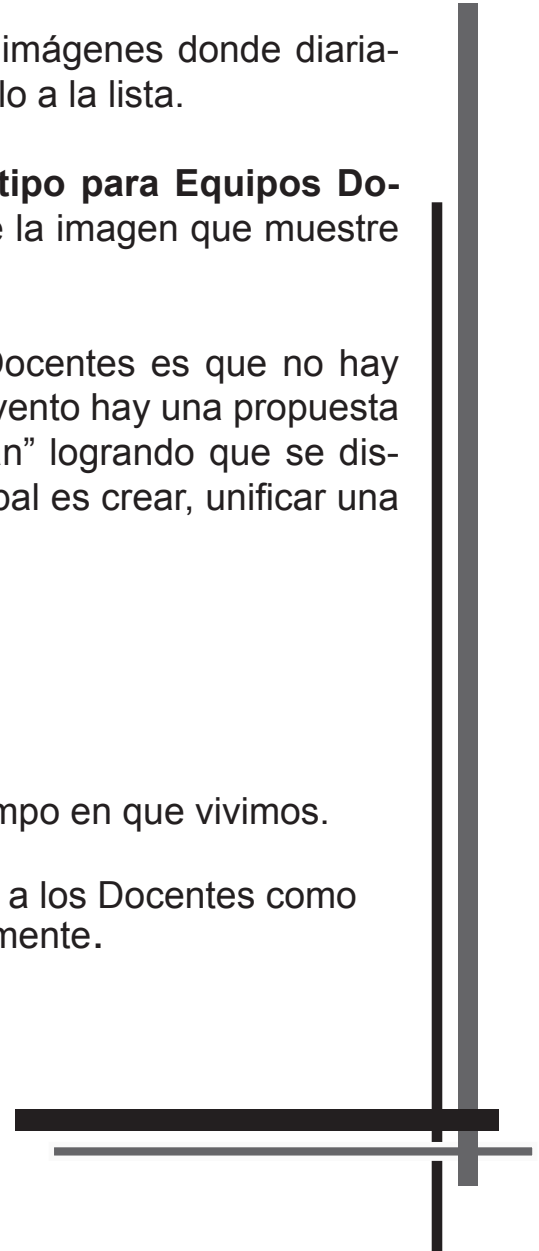 imágenes donde diaria-
lo a la lista.
tipo para Equipos Do-
e la imagen que muestre
Docentes es que no hay
vento hay una propuesta
an” logrando que se dis-
pal es crear, unificar una
mpo en que vivimos.
a los Docentes como
mente.